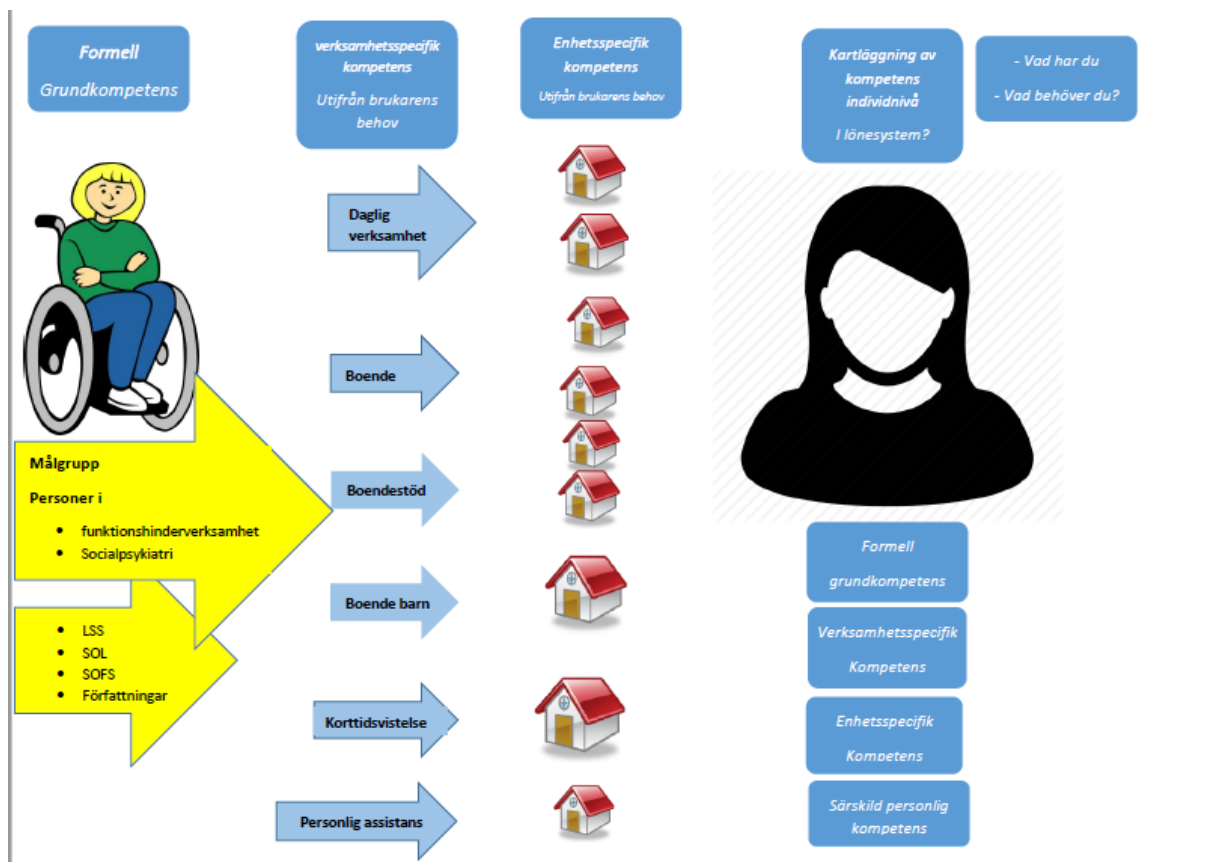 Formell
Grundkompetens
verksamhetsspecifik
kompetens
Utifrån brukarens
behov
Enhetsspecifik
kompetens
Utifrån brukarens behov
Kartläggning av
kompetens
individnivå
I lönesystem?
- Vad har du
- Vad behöver du?
Daglig
verksamhet
Boende
Boendestöd
Boende barn
Korttidsvistelse
Personlig assistans
Målgrupp
Personer i
• funktionshinderverksamhet
• Socialpsykiatri
• LSS
• SOL
• SOFS
• Författningar
Formell
grundkompetens
Verksamhetsspecifik
Kompetens
Enhetsspecifik
Kompetens
Särskild personlig
kompetens